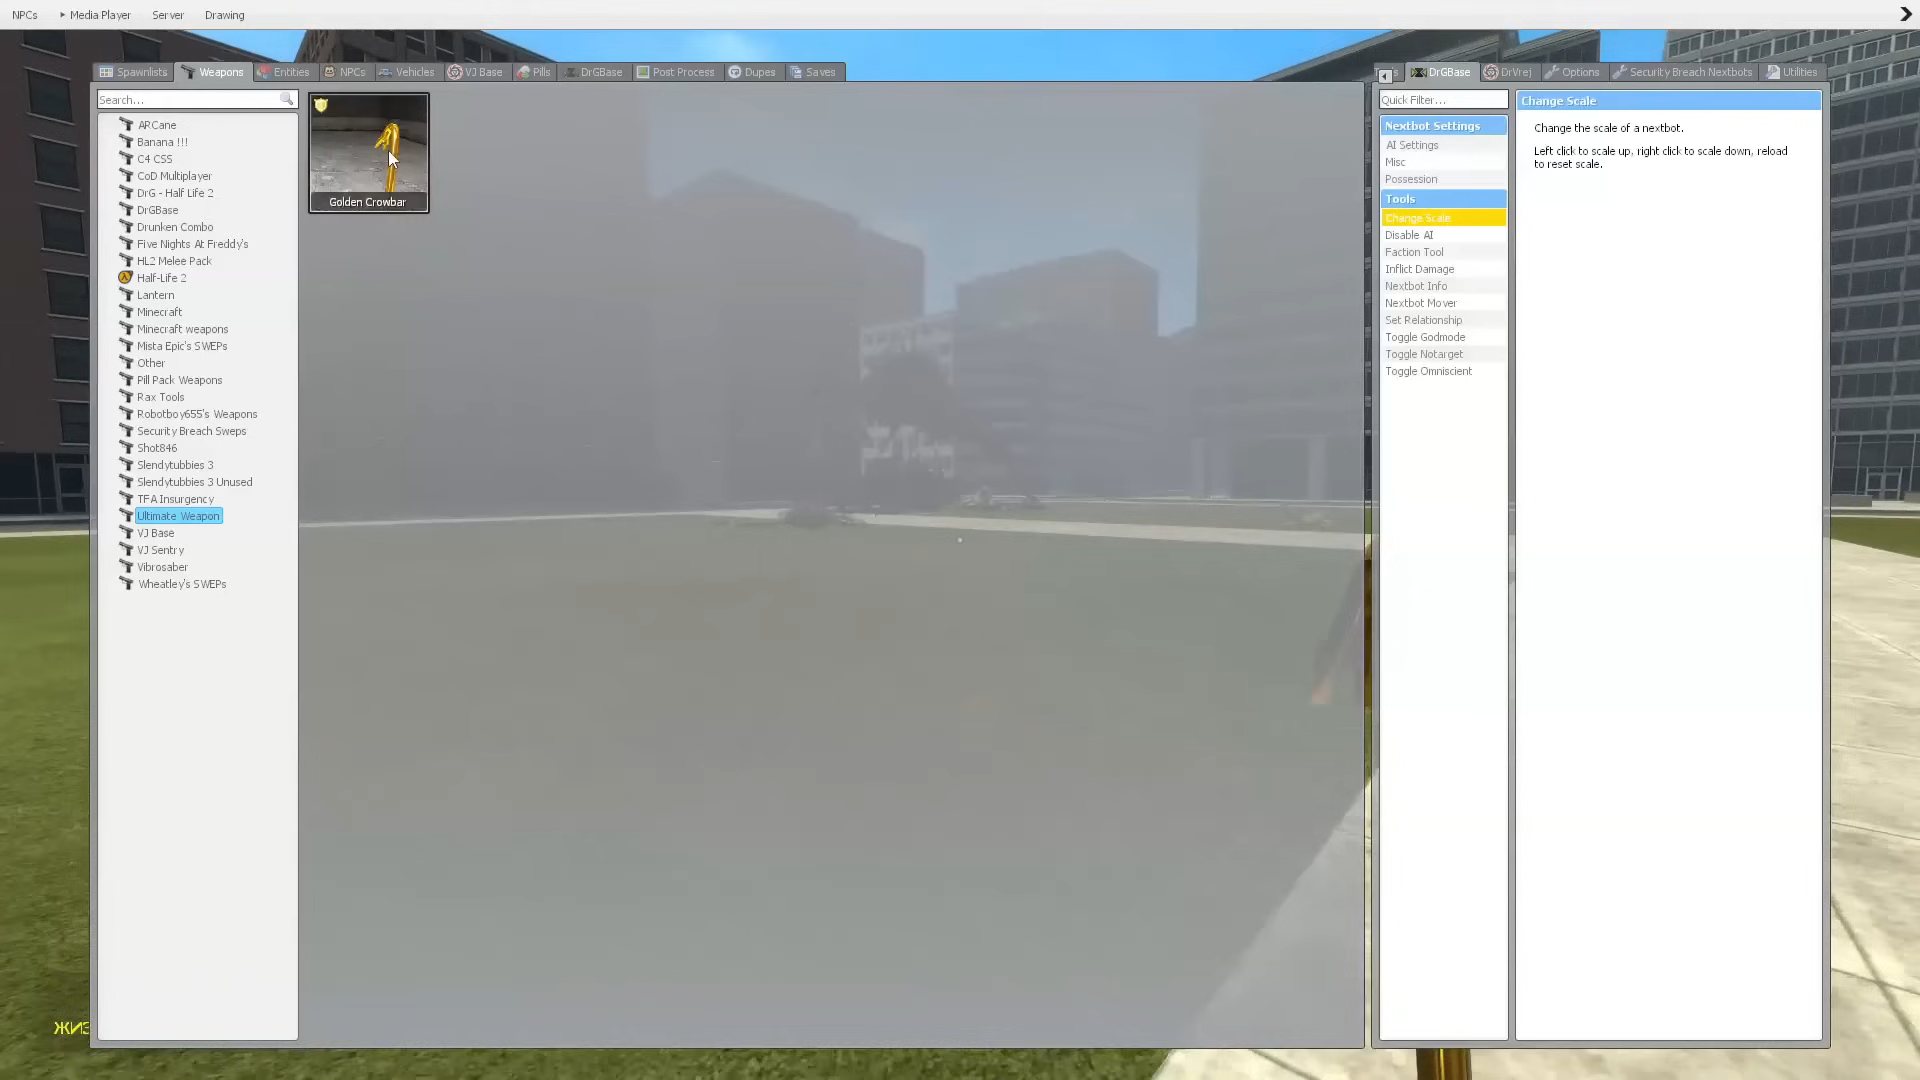 NPCs Media Player Server Drawing
Spawnlists Weapons Entities NPCs Vehicles VJ Base Pills DrGBase Post Process Dupes Saves
Search...
ARCane
Banana !!!
C4 CSS
CoD Multiplayer
DrG - Half Life 2
DrGBase
Drunken Combo
Five Nights At Freddy's
HL2 Melee Pack
Half-Life 2
Lantern
Minecraft
Minecraft weapons
Mista Epic's SWEPs
Other
Pill Pack Weapons
Rax Tools
Robotboy655's Weapons
Security Breach Sweps
Shot846
Slendytubbies 3
Slendytubbies 3 Unused
TFA Insurgency
Ultimate Weapon
VJ Base
VJ Sentry
Vibrosaber
Wheatley's SWEPs
Golden Crowbar
DrGBase DrVrej Options Security Breach Nextbots Utilities
Quick Filter...
Nextbot Settings
AI Settings
Misc
Possession
Tools
Change Scale
Disable AI
Faction Tool
Inflict Damage
Nextbot Info
Nextbot Mover
Set Relationship
Toggle Godmode
Toggle Notarget
Toggle Omniscient
Change Scale
Change the scale of a nextbot.
Left click to scale up, right click to scale down, reload
to reset scale.